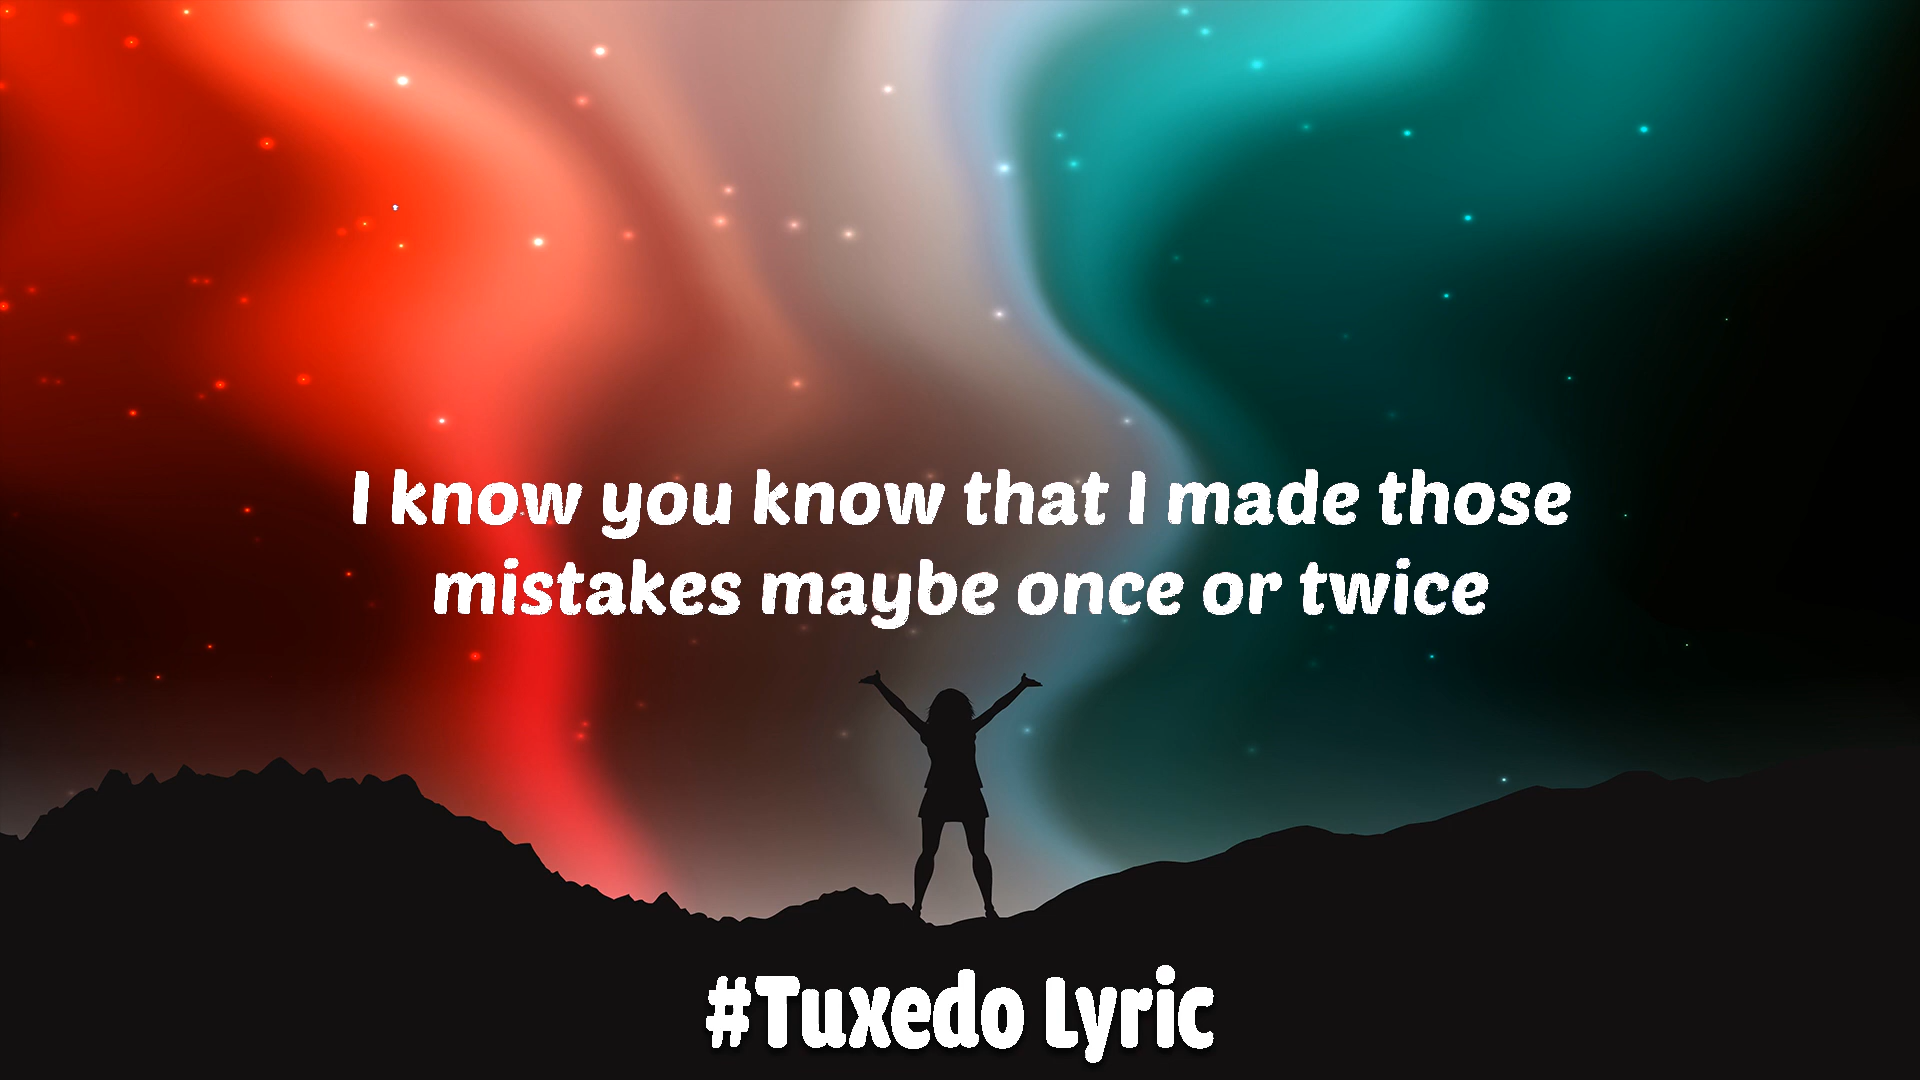 I know you know that I made those
mistakes maybe once or twice
#Tuxedo Lyric